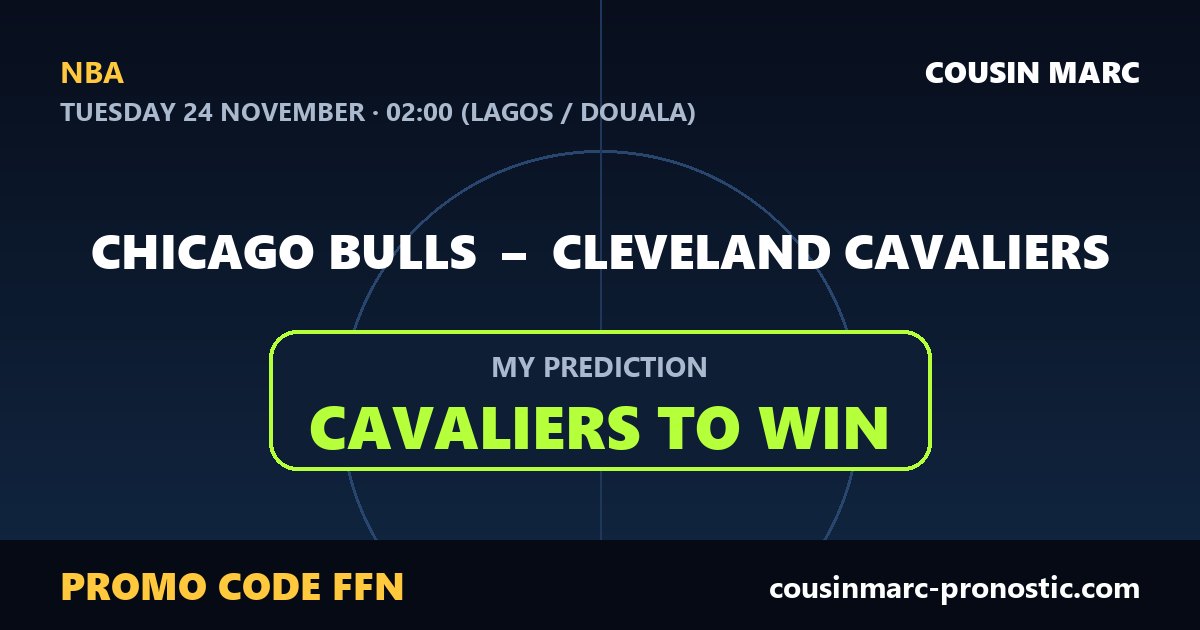 NBA
COUSIN MARC
TUESDAY 24 NOVEMBER · 02:00 (LAGOS / DOUALA)
CHICAGO BULLS – CLEVELAND CAVALIERS
MY PREDICTION
CAVALIERS TO WIN
PROMO CODE FFN
cousinmarc-pronostic.com